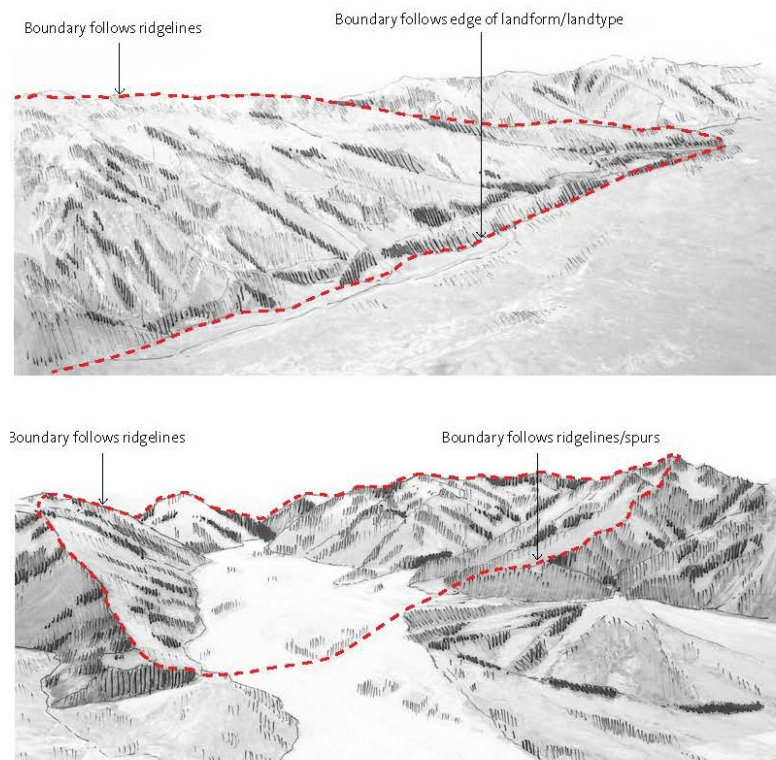 Boundary follows ridgelines
Boundary follows edge of landform/landtype
Boundary follows ridgelines
Boundary follows ridgelines/spurs